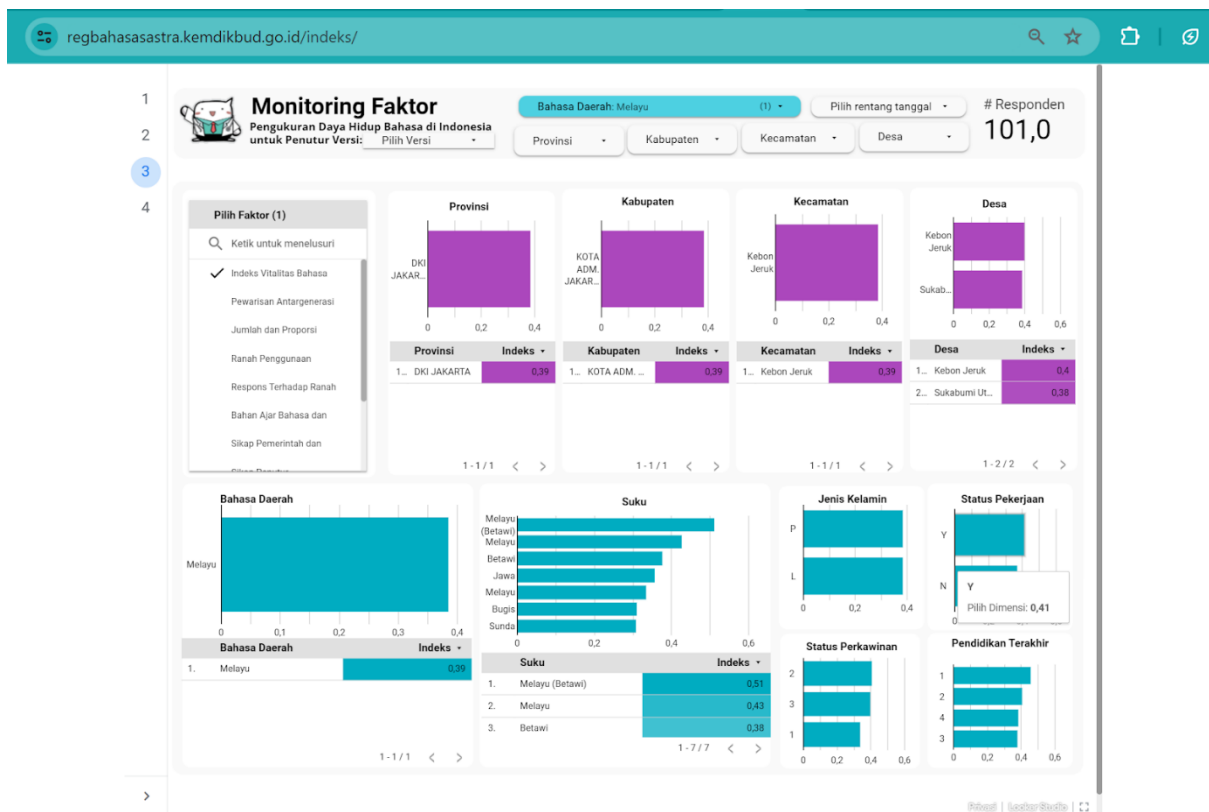 regbahasasastra.kemdikbud.go.id/indeks/
1
2
3
4
Monitoring Faktor
Pengukuran Daya Hidup Bahasa di Indonesia
untuk Penutur Versi: Pilih Versi
Bahasa Daerah: Melayu (1)
Pilih rentang tanggal
# Responden
101,0
Provinsi
Kabupaten
Kecamatan
Desa
Pilih Faktor (1)
Ketik untuk menelusuri
Indeks Vitalitas Bahasa
Pewarisan Antargenerasi
Jumlah dan Proporsi
Ranah Penggunaan
Respons Terhadap Ranah
Bahan Ajar Bahasa dan
Sikap Pemerintah dan
Provinsi
DKI
JAKAR...
0 0,2 0,4
Provinsi Indeks
1... DKI JAKARTA 0,39
1-1/1
Kabupaten
KOTA
ADM.
JAKAR...
0 0,2 0,4
Kabupaten Indeks
1... KOTA ADM. ... 0,39
1-1/1
Kecamatan
Kebon
Jeruk
0 0,2 0,4
Kecamatan Indeks
1... Kebon Jeruk 0,39
1-1/1
Desa
Kebon
Jeruk
Sukab...
0 0,2 0,4 0,6
Desa Indeks
1... Kebon Jeruk 0,4
2... Sukabumi Ut... 0,38
1-2/2
Bahasa Daerah
Melayu
0 0,1 0,2 0,3 0,4
Bahasa Daerah Indeks
1. Melayu 0,39
1-1/1
Suku
Melayu
(Betawi)
Melayu
Betawi
Jawa
Melayu
Bugis
Sunda
0 0,2 0,4 0,6
Suku Indeks
1. Melayu (Betawi) 0,51
2. Melayu 0,43
3. Betawi 0,38
1-7/7
Jenis Kelamin
P
L
0 0,2 0,4
Status Pekerjaan
Y
N
Y
Pilih Dimensi: 0,41
0
Status Perkawinan
2
3
1
0 0,2 0,4 0,6
Pendidikan Terakhir
1
2
4
3
0 0,2 0,4 0,6
Privasi | Looker Studio